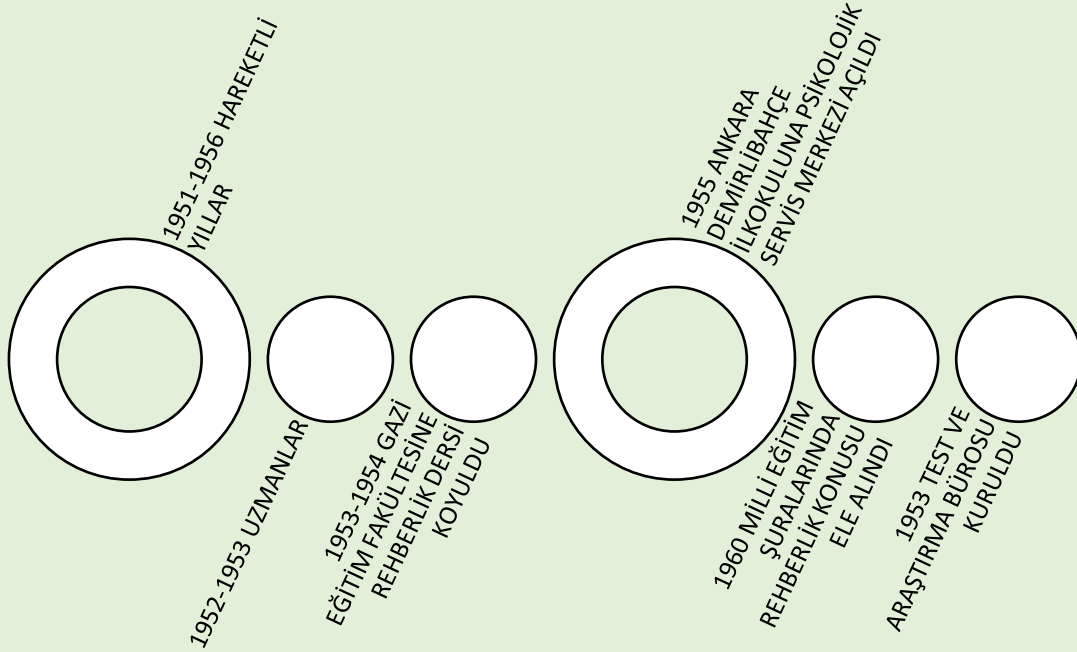 1951-1956 HAREKETLİ
YILLAR
1952-1953 UZMANLAR
1953-1954 GAZİ
EĞİTİM FAKÜLTESİNE
REHBERLİK DERSİ
KOYULDU
1955 ANKARA
DEMİRLİBAHÇE
İLKOKULUNA PSİKOLOJİK
SERVİS MERKEZİ AÇILDI
1960 MİLLİ EĞİTİM
ŞURALARINDA
REHBERLİK KONUSU
ELE ALINDI
1953 TEST VE
ARAŞTIRMA BÜROSU
KURULDU